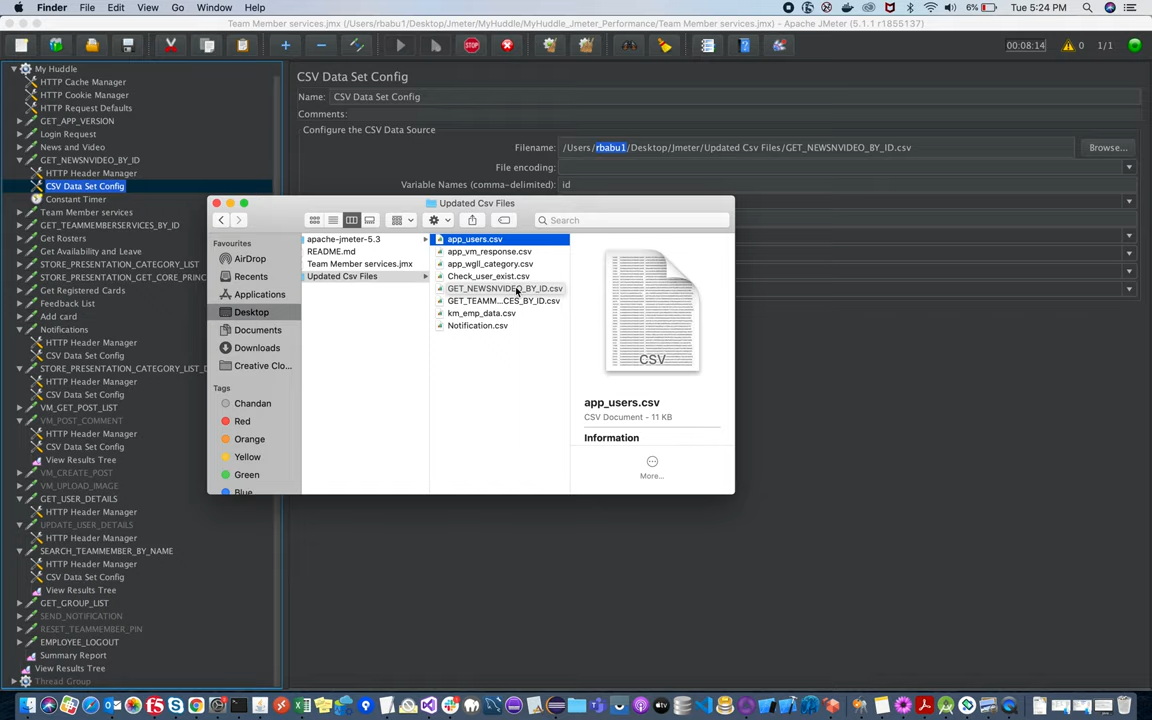 Finder File Edit View Go Window Help 6% Tue 5:24 PM
Team Member services.jmx (/Users/rbabu1/Desktop/Jmeter/MyHuddle/MyHuddle_Jmeter_Performance/Team Member services.jmx) - Apache JMeter (5.1.1 r1855137)
00:08:14 0 1/1
My Huddle
HTTP Cache Manager
HTTP Cookie Manager
HTTP Request Defaults
GET_APP_VERSION
Login Request
News and Video
GET_NEWSNVIDEO_BY_ID
HTTP Header Manager
CSV Data Set Config
Constant Timer
Team Member services
GET_TEAMMEMBERSERVICES_BY_ID
Get Rosters
Get Availability and Leave
STORE_PRESENTATION_CATEGORY_LIST
STORE_PRESENTATION_GET_CORE_PRINC
Get Registered Cards
Feedback List
Add card
Notifications
HTTP Header Manager
CSV Data Set Config
STORE_PRESENTATION_CATEGORY_LIST_D
HTTP Header Manager
CSV Data Set Config
VM_GET_POST_LIST
VM_POST_COMMENT
HTTP Header Manager
CSV Data Set Config
View Results Tree
VM_CREATE_POST
VM_UPLOAD_IMAGE
GET_USER_DETAILS
HTTP Header Manager
UPDATE_USER_DETAILS
HTTP Header Manager
SEARCH_TEAMMEMBER_BY_NAME
HTTP Header Manager
CSV Data Set Config
View Results Tree
GET_GROUP_LIST
SEND_NOTIFICATION
RESET_TEAMMEMBER_PIN
EMPLOYEE_LOGOUT
Summary Report
View Results Tree
Thread Group
CSV Data Set Config
Name: CSV Data Set Config
Comments:
Configure the CSV Data Source
Filename: /Users/rbabu1/Desktop/Jmeter/Updated Csv Files/GET_NEWSNVIDEO_BY_ID.csv Browse...
File encoding:
Variable Names (comma-delimited): id
Updated Csv Files
Search
Favourites
AirDrop
Recents
Applications
Desktop
Documents
Downloads
Creative Clo...
Tags
Chandan
Red
Orange
Yellow
Green
Blue
apache-jmeter-5.3
README.md
Team Member services.jmx
Updated Csv Files
app_users.csv
app_vm_response.csv
app_wgll_category.csv
Check_user_exist.csv
GET_NEWSNVIDEO_BY_ID.csv
GET_TEAMM...CES_BY_ID.csv
km_emp_data.csv
Notification.csv
CSV
app_users.csv
CSV Document - 11 KB
Information
More...